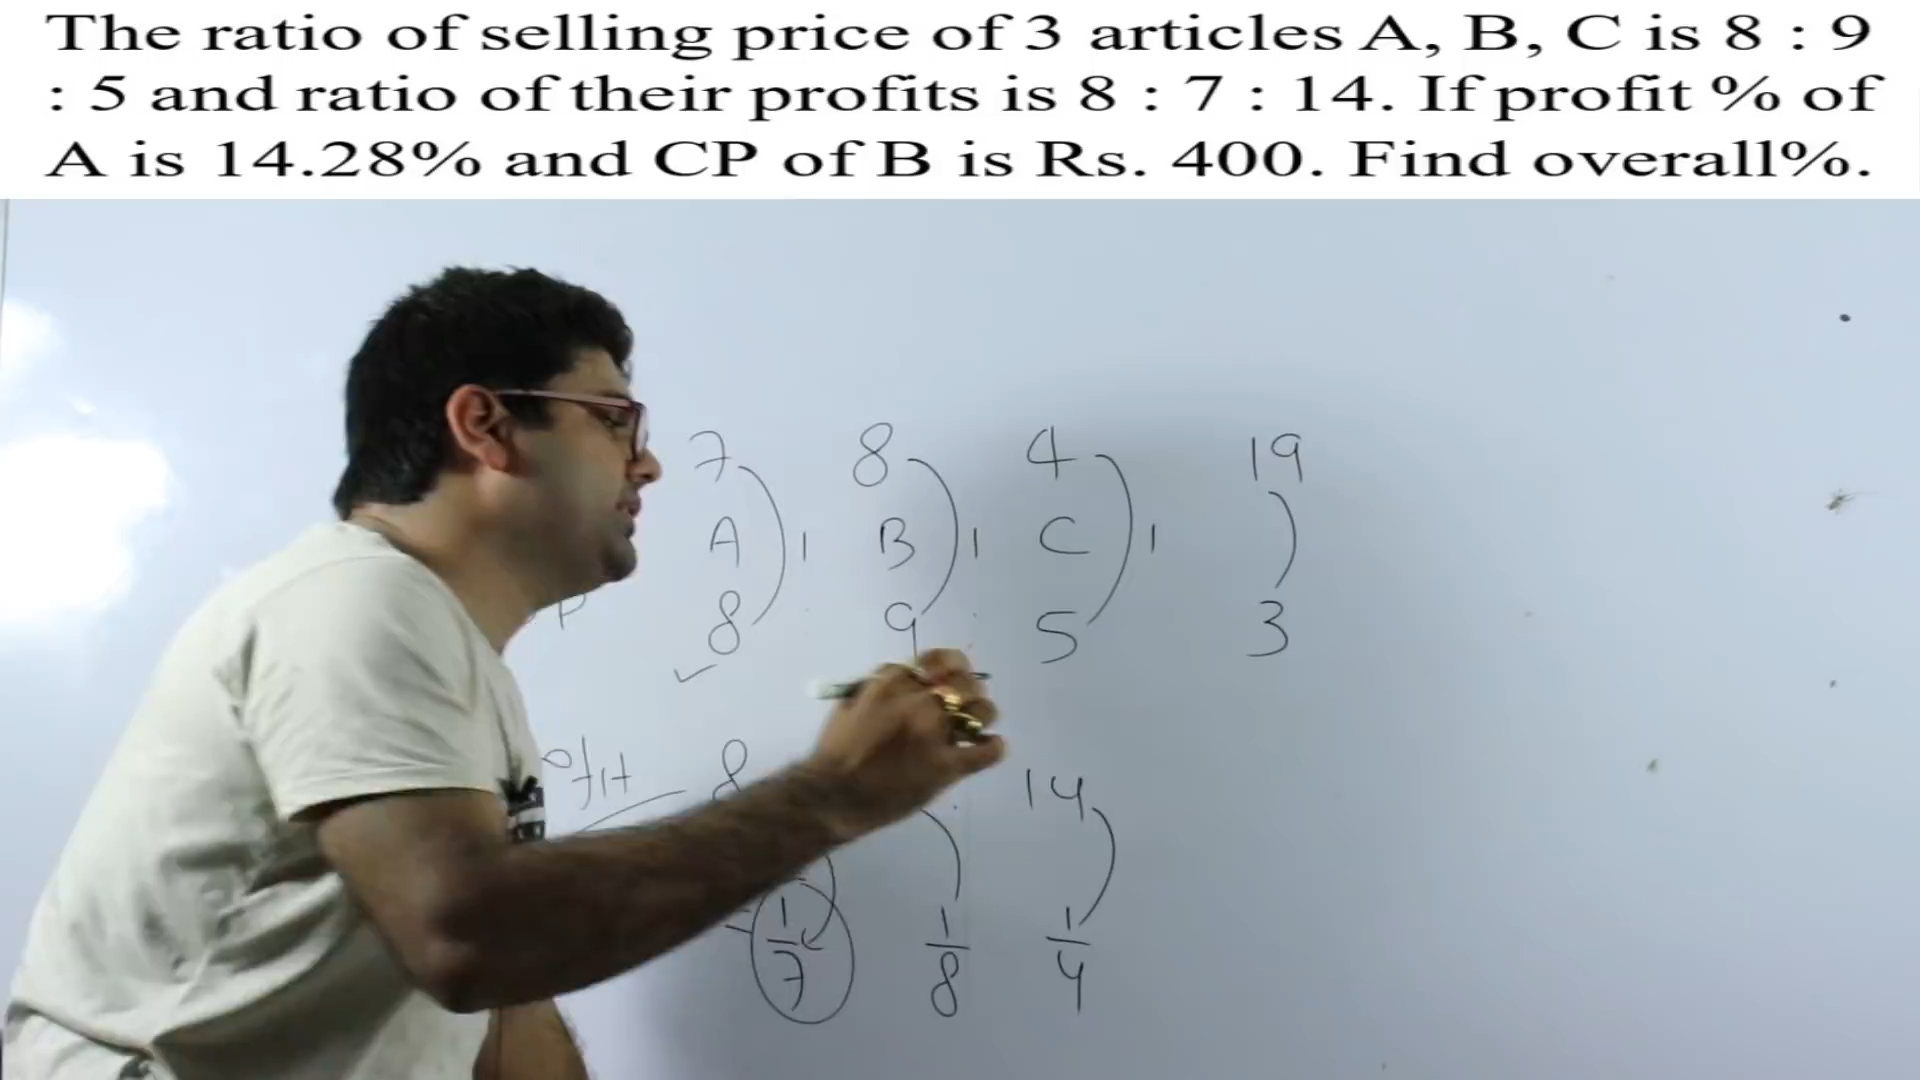 The ratio of selling price of 3 articles A, B, C is 8 : 9
: 5 and ratio of their profits is 8 : 7 : 14. If profit % of
A is 14.28% and CP of B is Rs. 400. Find overall%.
7 8 4 19
A 1 B 1 C 1
P 8 9 : 5 3
8 14
1/7 1/8 1/4